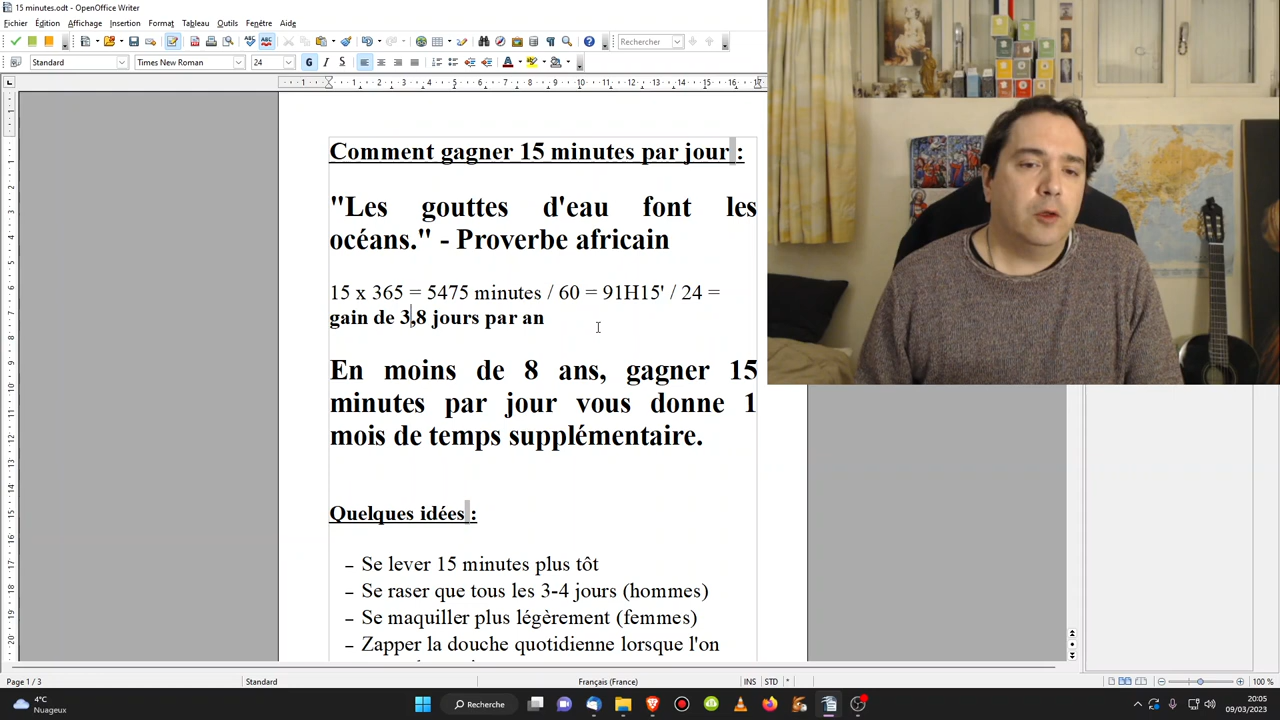 15 minutes.odt - OpenOffice Writer
Fichier Édition Affichage Insertion Format Tableau Outils Fenêtre Aide
Rechercher
Standard Times New Roman 24 G I S
Comment gagner 15 minutes par jour :
"Les gouttes d'eau font les
océans." - Proverbe africain
15 x 365 = 5475 minutes / 60 = 91H15' / 24 =
gain de 3,8 jours par an
En moins de 8 ans, gagner 15
minutes par jour vous donne 1
mois de temps supplémentaire.
Quelques idées :
– Se lever 15 minutes plus tôt
– Se raser que tous les 3-4 jours (hommes)
– Se maquiller plus légèrement (femmes)
– Zapper la douche quotidienne lorsque l'on
Page 1 / 3 Standard Français (France) INS STD * 100 %
4°C
Nuageux
Recherche
20:05
09/03/2023